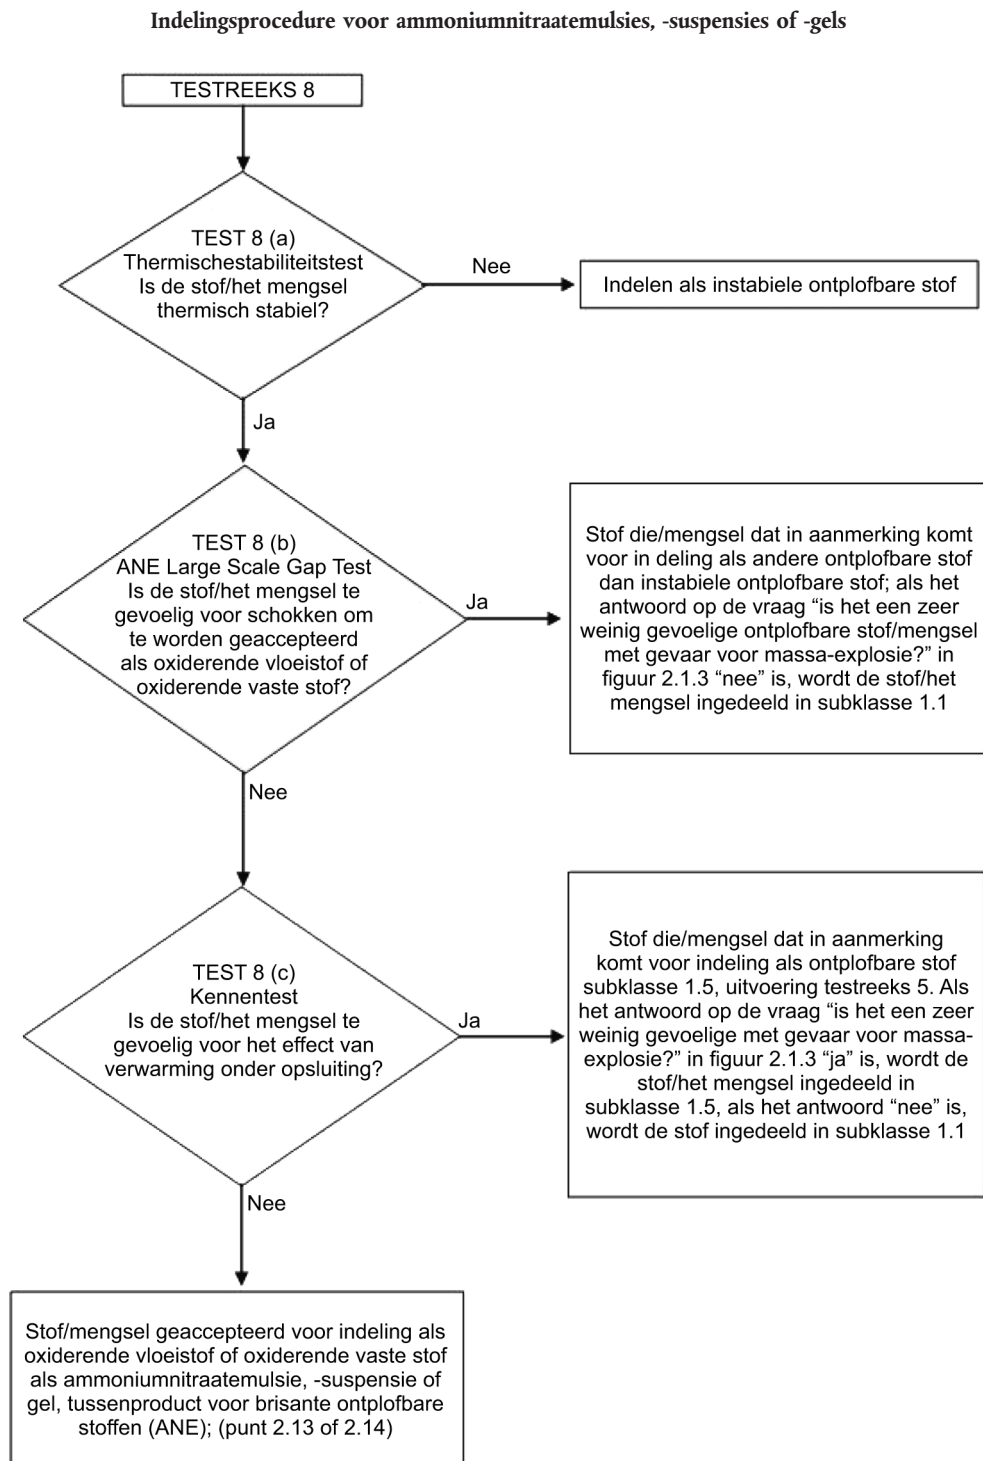 Indelingsprocedure voor ammoniumnitraatemulsies, -suspensies of -gels
TESTREEKS 8
TEST 8 (a)
Thermischestabiliteitstest
Is de stof/het mengsel
thermisch stabiel?
Nee
Indelen als instabiele ontplofbare stof
Ja
TEST 8 (b)
ANE Large Scale Gap Test
Is de stof/het mengsel te
gevoelig voor schokken om
te worden geaccepteerd
als oxiderende vloeistof of
oxiderende vaste stof?
Ja
Stof die/mengsel dat in aanmerking komt
voor in deling als andere ontplofbare stof
dan instabiele ontplofbare stof; als het
antwoord op de vraag “is het een zeer
weinig gevoelige ontplofbare stof/mengsel
met gevaar voor massa-explosie?” in
figuur 2.1.3 “nee” is, wordt de stof/het
mengsel ingedeeld in subklasse 1.1
Nee
TEST 8 (c)
Kennentest
Is de stof/het mengsel te
gevoelig voor het effect van
verwarming onder opsluiting?
Ja
Stof die/mengsel dat in aanmerking
komt voor indeling als ontplofbare stof
subklasse 1.5, uitvoering testreeks 5. Als
het antwoord op de vraag “is het een zeer
weinig gevoelige met gevaar voor massa-
explosie?” in figuur 2.1.3 “ja” is, wordt de
stof/het mengsel ingedeeld in
subklasse 1.5, als het antwoord “nee” is,
wordt de stof ingedeeld in subklasse 1.1
Nee
Stof/mengsel geaccepteerd voor indeling als
oxiderende vloeistof of oxiderende vaste stof
als ammoniumnitraatemulsie, -suspensie of
gel, tussenproduct voor brisante ontplofbare
stoffen (ANE); (punt 2.13 of 2.14)